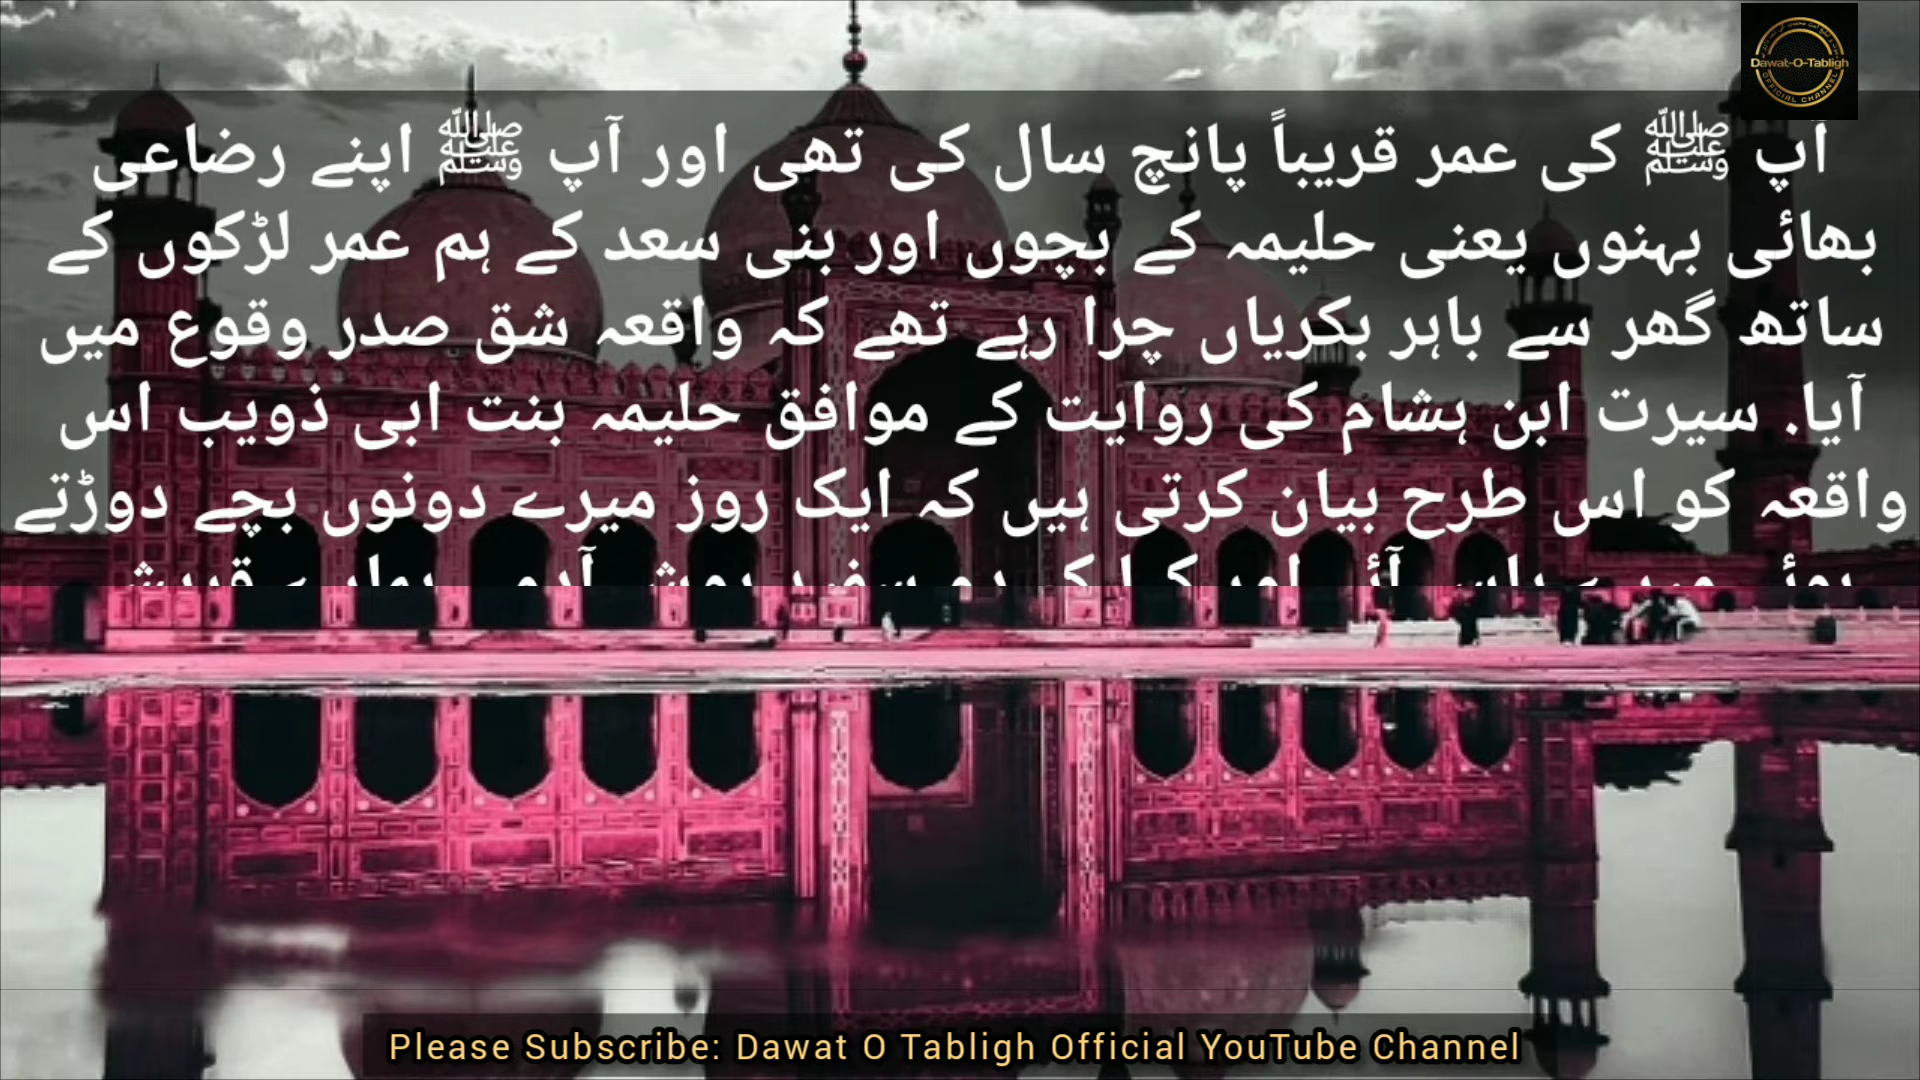 Dawat-O-Tabligh
OFFICIAL CHANNEL
آپ ﷺ کی عمر قریباً پانچ سال کی تھی اور آپ ﷺ اپنے رضاعی
بھائی بہنوں یعنی حلیمہ کے بچوں اور بنی سعد کے ہم عمر لڑکوں کے
ساتھ گھر سے باہر بکریاں چرا رہے تھے کہ واقعہ شق صدر وقوع میں
آیا. سیرت ابن ہشام کی روایت کے موافق حلیمہ بنت ابی ذویب اس
واقعہ کو اس طرح بیان کرتی ہیں کہ ایک روز میرے دونوں بچے دوڑتے
Please Subscribe: Dawat O Tabligh Official YouTube Channel